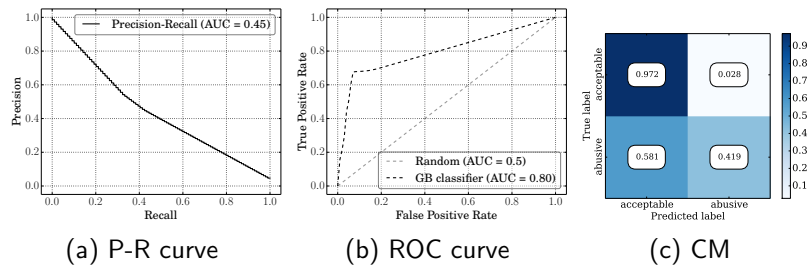 1.0
0.8
0.6
0.4
0.2
0.0
Precision
Precision-Recall (AUC = 0.45)
0.0 0.2 0.4 0.6 0.8 1.0
Recall
(a) P-R curve
1.0
0.8
0.6
0.4
0.2
0.0
True Positive Rate
Random (AUC = 0.5)
GB classifier (AUC = 0.80)
0.0 0.2 0.4 0.6 0.8 1.0
False Positive Rate
(b) ROC curve
True label
acceptable
abusive
0.972 0.028
0.581 0.419
acceptable abusive
Predicted label
0.9
0.8
0.7
0.6
0.5
0.4
0.3
0.2
0.1
(c) CM